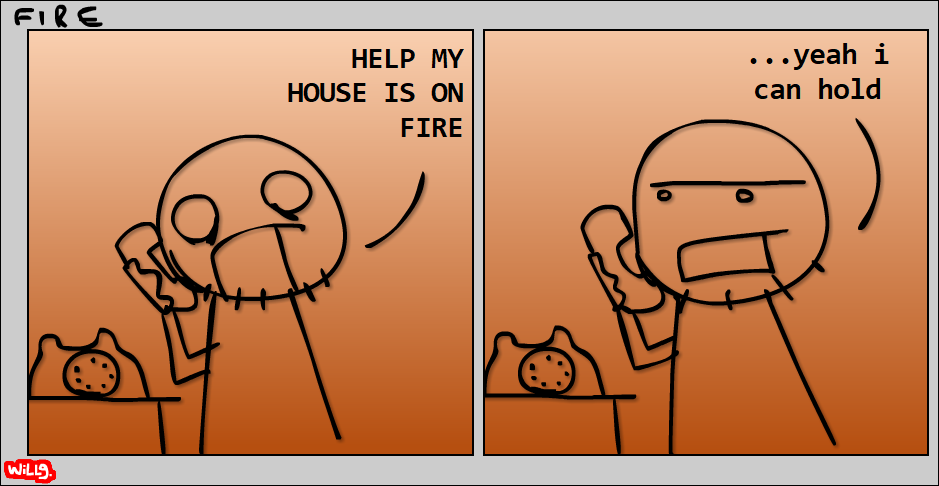 FIRE
HELP MY
HOUSE IS ON
FIRE
...yeah i
can hold
WiLLG.